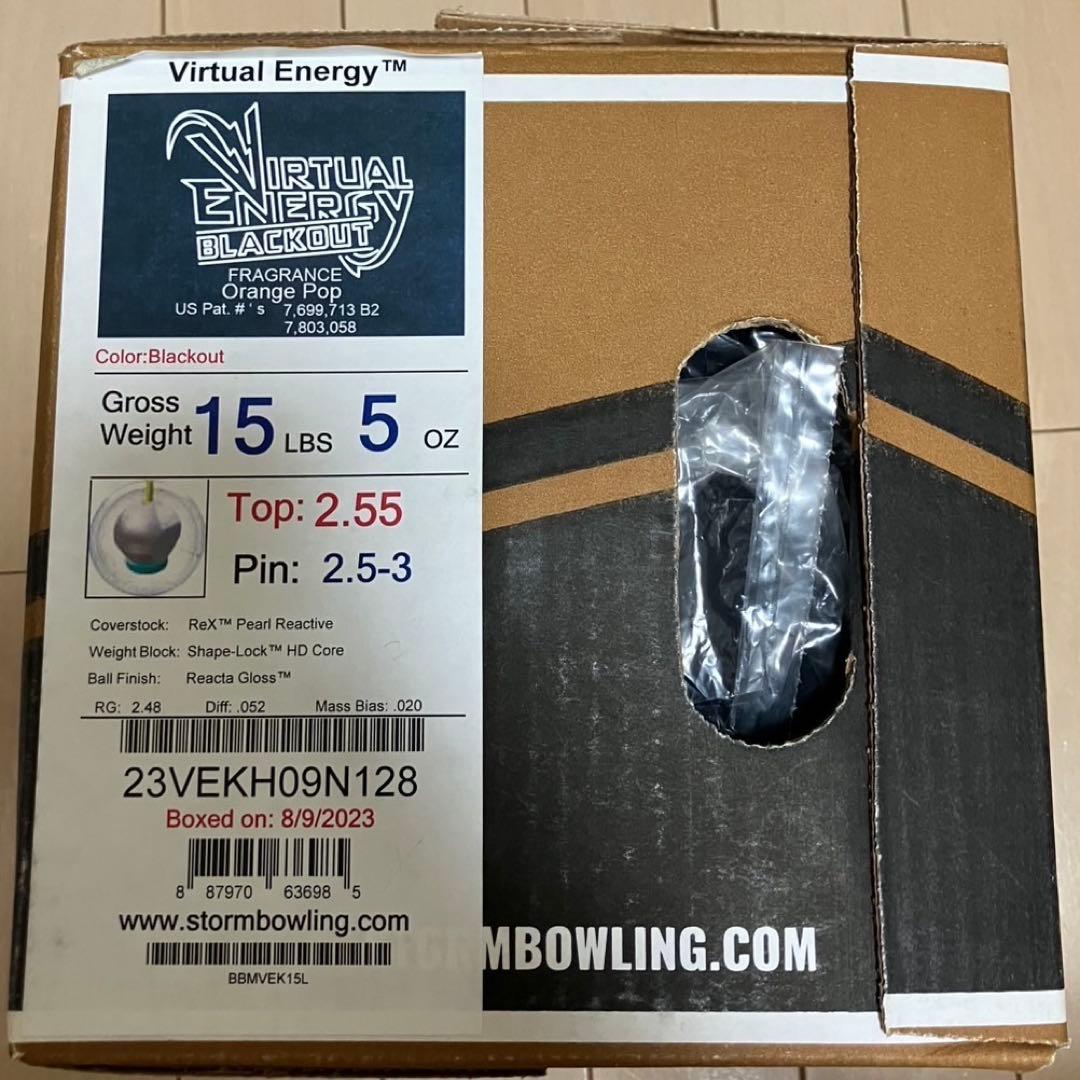 Virtual Energy™
VIRTUAL
ENERGY
BLACKOUT
FRAGRANCE
Orange Pop
US Pat. # ' s 7,699,713 B2
7,803,058
Color:Blackout
Gross
Weight 15 LBS 5 OZ
Top: 2.55
Pin: 2.5-3
Coverstock: ReX™ Pearl Reactive
Weight Block: Shape-Lock™ HD Core
Ball Finish: Reacta Gloss™
RG: 2.48 Diff: .052 Mass Bias: .020
23VEKH09N128
Boxed on: 8/9/2023
8 87970 63698 5
www.stormbowling.com
BBMVEK15L
TORMBOWLING.COM